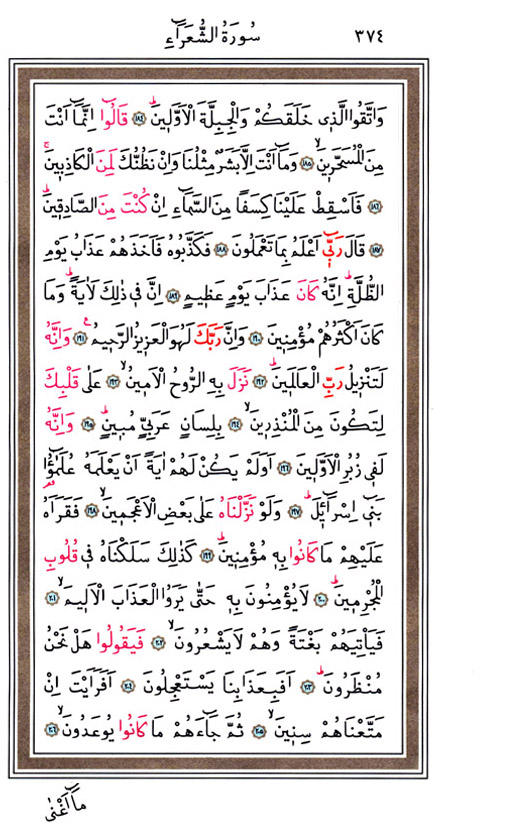 سُورَةُ الشُّعَرَاءِ ٣٧٤
وَاتَّقُوا الَّذ۪ي خَلَقَكُمْ وَالْجِبِلَّةَ الْاَوَّل۪ينَۜ ﴿١٨٤﴾ قَالُٓوا اِنَّمَٓا اَنْتَ
مِنَ الْمُسَحَّر۪ينَۙ ﴿١٨٥﴾ وَمَٓا اَنْتَ اِلَّا بَشَرٌ مِثْلُنَا وَاِنْ نَظُنُّكَ لَمِنَ الْكَاذِب۪ينَۚ
﴿١٨٦﴾ فَاَسْقِطْ عَلَيْنَا كِسَفًا مِنَ السَّمَٓاءِ اِنْ كُنْتَ مِنَ الصَّادِق۪ينَۜ
﴿١٨٧﴾ قَالَ رَبّ۪ٓي اَعْلَمُ بِمَا تَعْمَلُونَ ﴿١٨٨﴾ فَكَذَّبُوهُ فَاَخَذَهُمْ عَذَابُ يَوْمِ
الظُّلَّةِۜ اِنَّهُ كَانَ عَذَابَ يَوْمٍ عَظ۪يمٍ ﴿١٨٩﴾ اِنَّ ف۪ي ذٰلِكَ لَاٰيَةًۜ وَمَا
كَانَ اَكْثَرُهُمْ مُؤْمِن۪ينَ ﴿١٩٠﴾ وَاِنَّ رَبَّكَ لَهُوَ الْعَز۪يزُ الرَّح۪يمُ۟ ﴿١٩١﴾ وَاِنَّهُ
لَتَنْز۪يلُ رَبِّ الْعَالَم۪ينَۜ ﴿١٩٢﴾ نَزَلَ بِهِ الرُّوحُ الْاَم۪ينُۙ ﴿١٩٣﴾ عَلٰى قَلْبِكَ
لِتَكُونَ مِنَ الْمُنْذِر۪ينَۙ ﴿١٩٤﴾ بِلِسَانٍ عَرَبِيٍّ مُب۪ينٍۜ ﴿١٩٥﴾ وَاِنَّهُ
لَف۪ي زُبُرِ الْاَوَّل۪ينَ ﴿١٩٦﴾ اَوَلَمْ يَكُنْ لَهُمْ اٰيَةً اَنْ يَعْلَمَهُ عُلَمٰٓؤُ۬ا
بَن۪ٓي اِسْرَٓائ۪لَۜ ﴿١٩٧﴾ وَلَوْ نَزَّلْنَاهُ عَلٰى بَعْضِ الْاَعْجَم۪ينَۙ ﴿١٩٨﴾ فَقَرَاَهُ
عَلَيْهِمْ مَا كَانُوا بِه۪ مُؤْمِن۪ينَۜ ﴿١٩٩﴾ كَذٰلِكَ سَلَكْنَاهُ ف۪ي قُلُوبِ
الْمُجْرِم۪ينَۜ ﴿٢٠٠﴾ لَا يُؤْمِنُونَ بِه۪ حَتّٰى يَرَوُا الْعَذَابَ الْاَل۪يمَۙ ﴿٢٠١﴾
فَيَاْتِيَهُمْ بَغْتَةً وَهُمْ لَا يَشْعُرُونَۙ ﴿٢٠٢﴾ فَيَقُولُوا هَلْ نَحْنُ
مُنْظَرُونَۜ ﴿٢٠٣﴾ اَفَبِعَذَابِنَا يَسْتَعْجِلُونَ ﴿٢٠٤﴾ اَفَرَاَيْتَ اِنْ
مَتَّعْنَاهُمْ سِن۪ينَۙ ﴿٢٠٥﴾ ثُمَّ جَٓاءَهُمْ مَا كَانُوا يُوعَدُونَۙ ﴿٢٠٦﴾
مَٓا اَغْنٰى